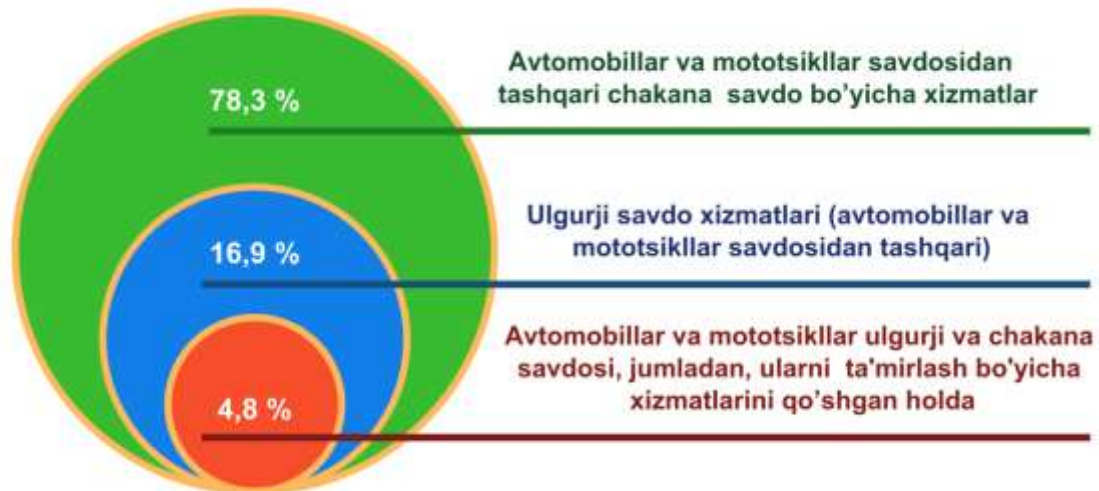 78,3 %
Avtomobillar va mototsikllar savdosidan
tashqari chakana savdo bo'yicha xizmatlar
16,9 %
Ulgurji savdo xizmatlari (avtomobillar va
mototsikllar savdosidan tashqari)
4,8 %
Avtomobillar va mototsikllar ulgurji va chakana
savdosi, jumladan, ularni ta'mirlash bo'yicha
xizmatlarini qo'shgan holda